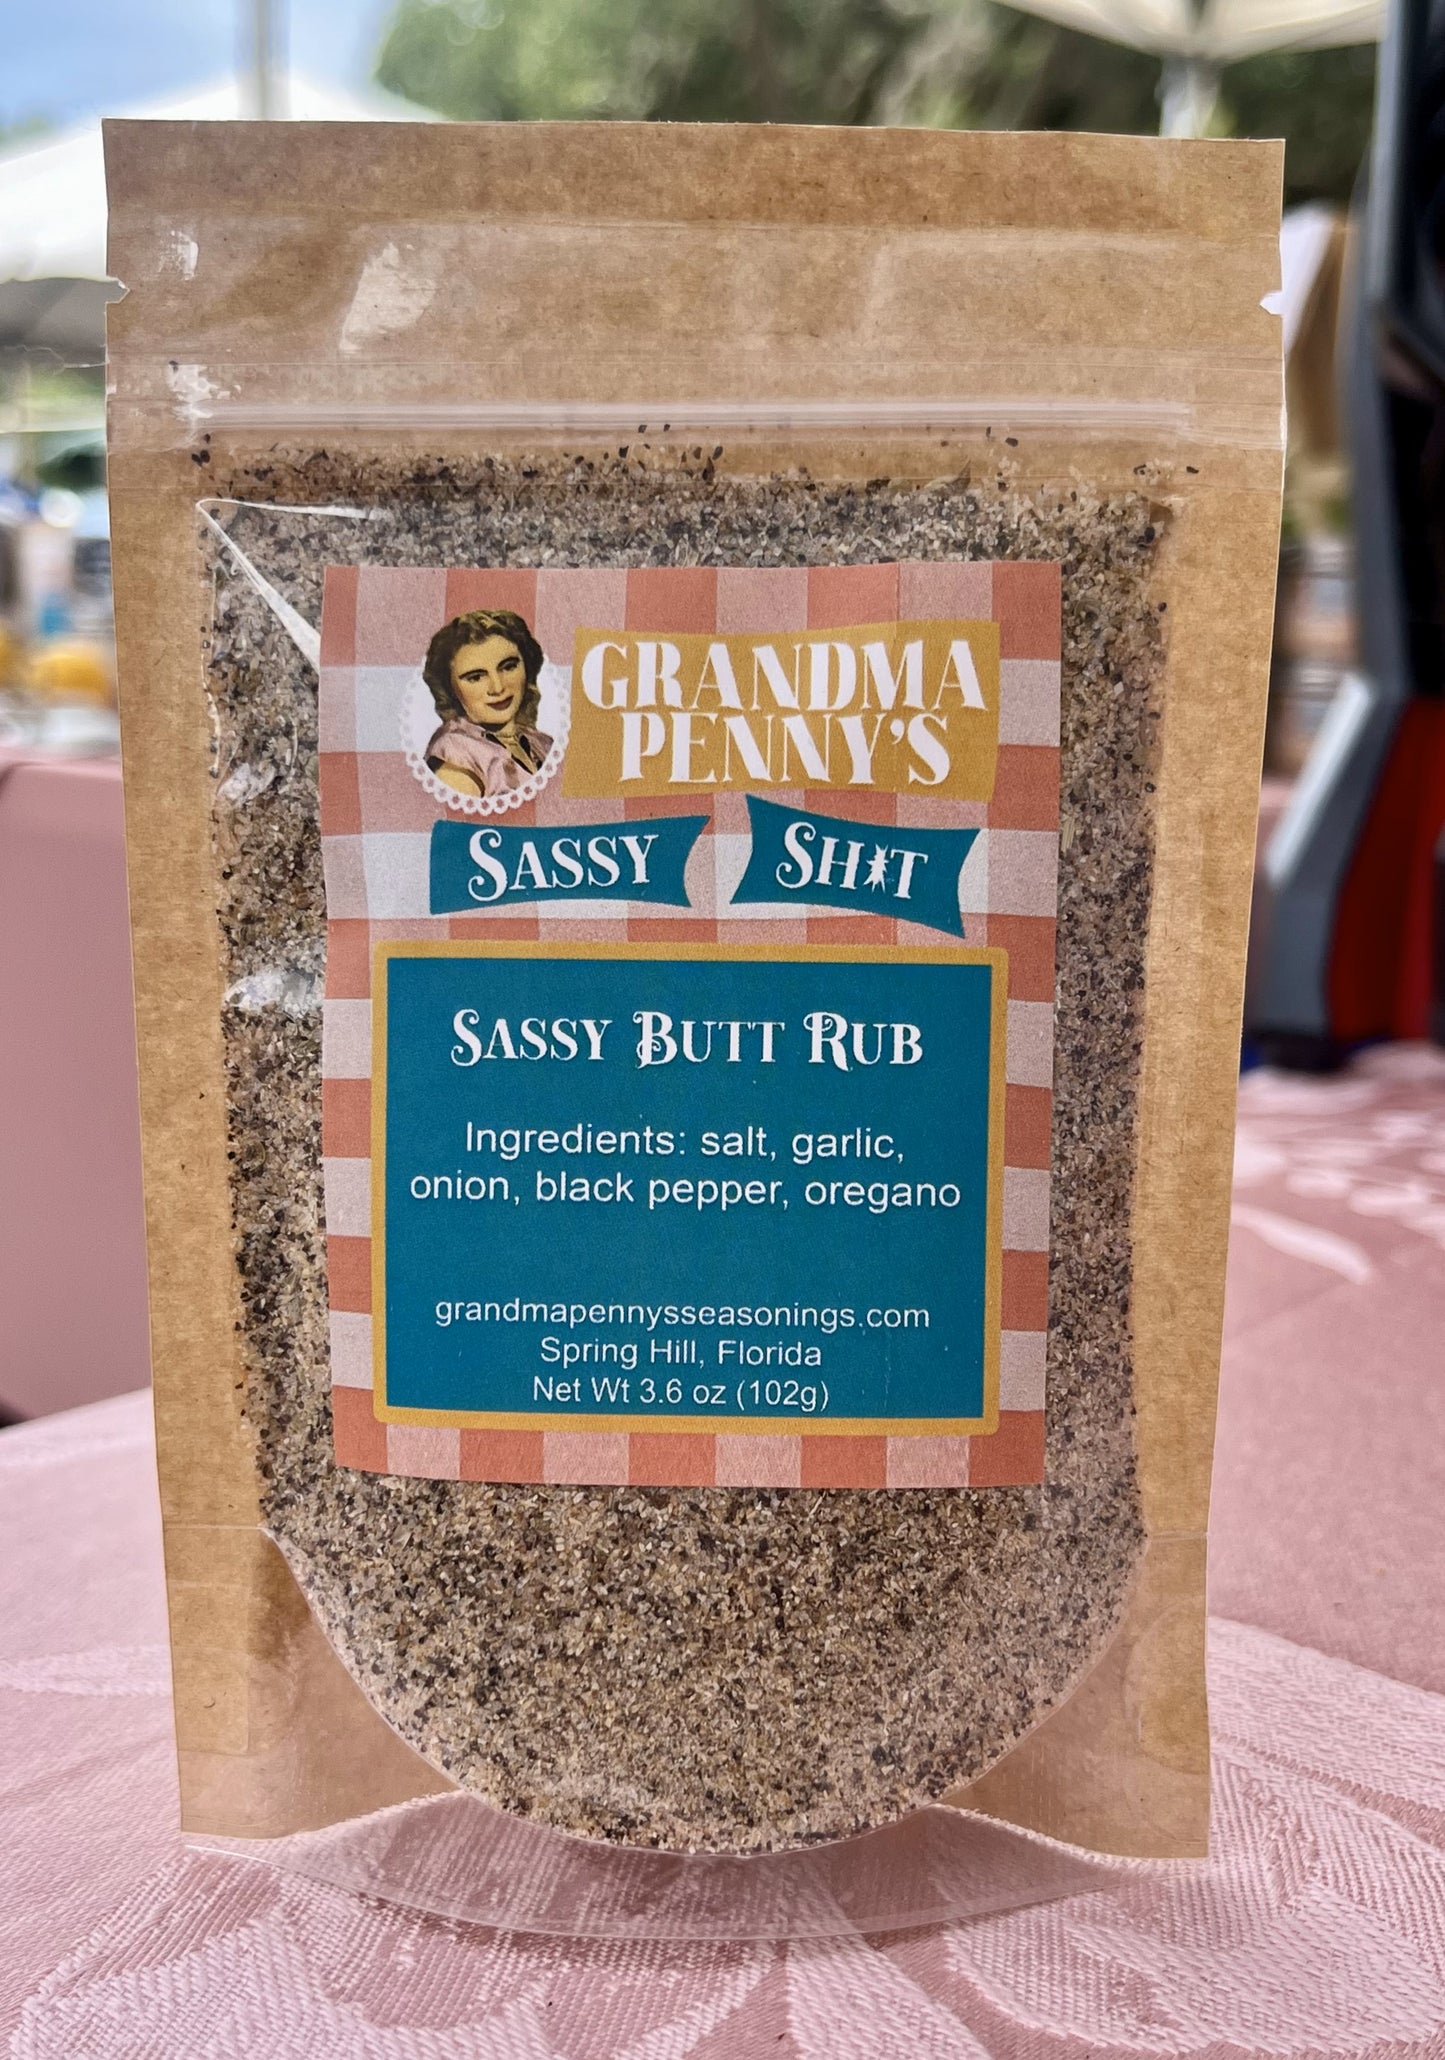 GRANDMA
PENNY'S
SASSY SH*T
SASSY BUTT RUB
Ingredients: salt, garlic,
onion, black pepper, oregano
grandmapennysseasonings.com
Spring Hill, Florida
Net Wt 3.6 oz (102g)